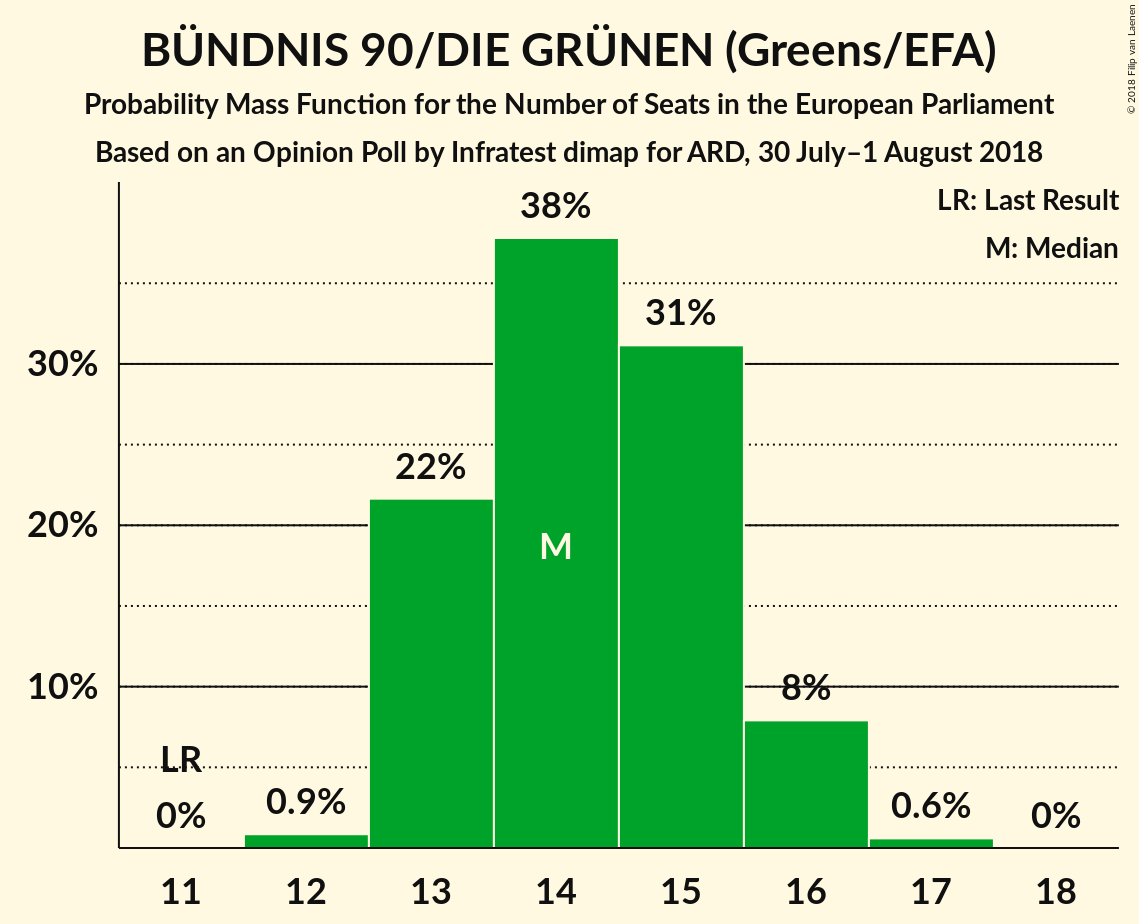 BÜNDNIS 90/DIE GRÜNEN (Greens/EFA)
Probability Mass Function for the Number of Seats in the European Parliament
Based on an Opinion Poll by Infratest dimap for ARD, 30 July–1 August 2018
© 2018 Filip van Laenen
LR: Last Result
M: Median
38%
31%
30%
22%
20%
M
10%
8%
LR
0%
0.9%
0.6%
0%
11 12 13 14 15 16 17 18